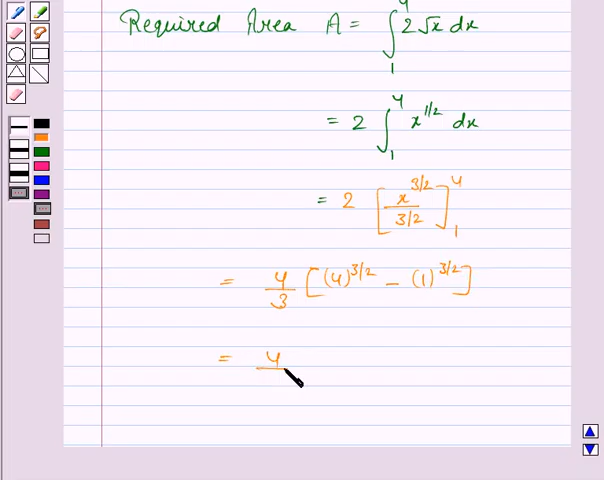 Required Area A = ∫₁⁴ 2√x dx
= 2 ∫₁⁴ x^{1/2} dx
= 2 [x^{3/2} / 3/2]₁⁴
= 4/3 [(4)^{3/2} − (1)^{3/2}]
= 4